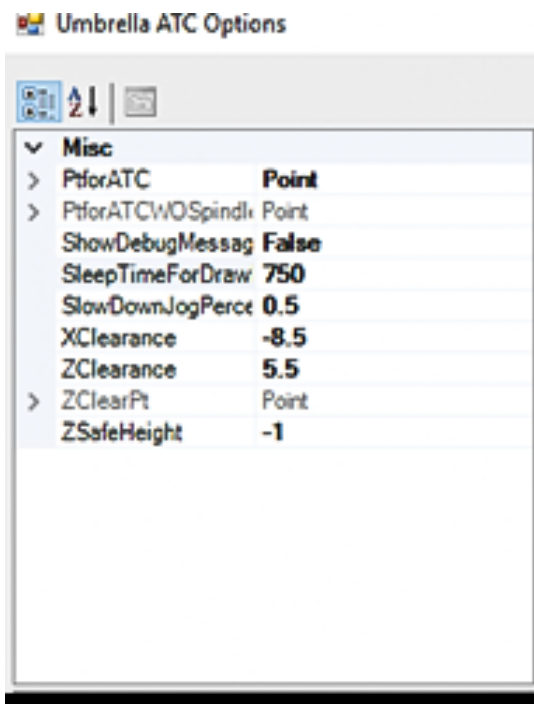 Umbrella ATC Options
Misc
PtforATC Point
PtforATCWOSpindl Point
ShowDebugMessag False
SleepTimeForDraw 750
SlowDownJogPerce 0.5
XClearance -8.5
ZClearance 5.5
ZClearPt Point
ZSafeHeight -1